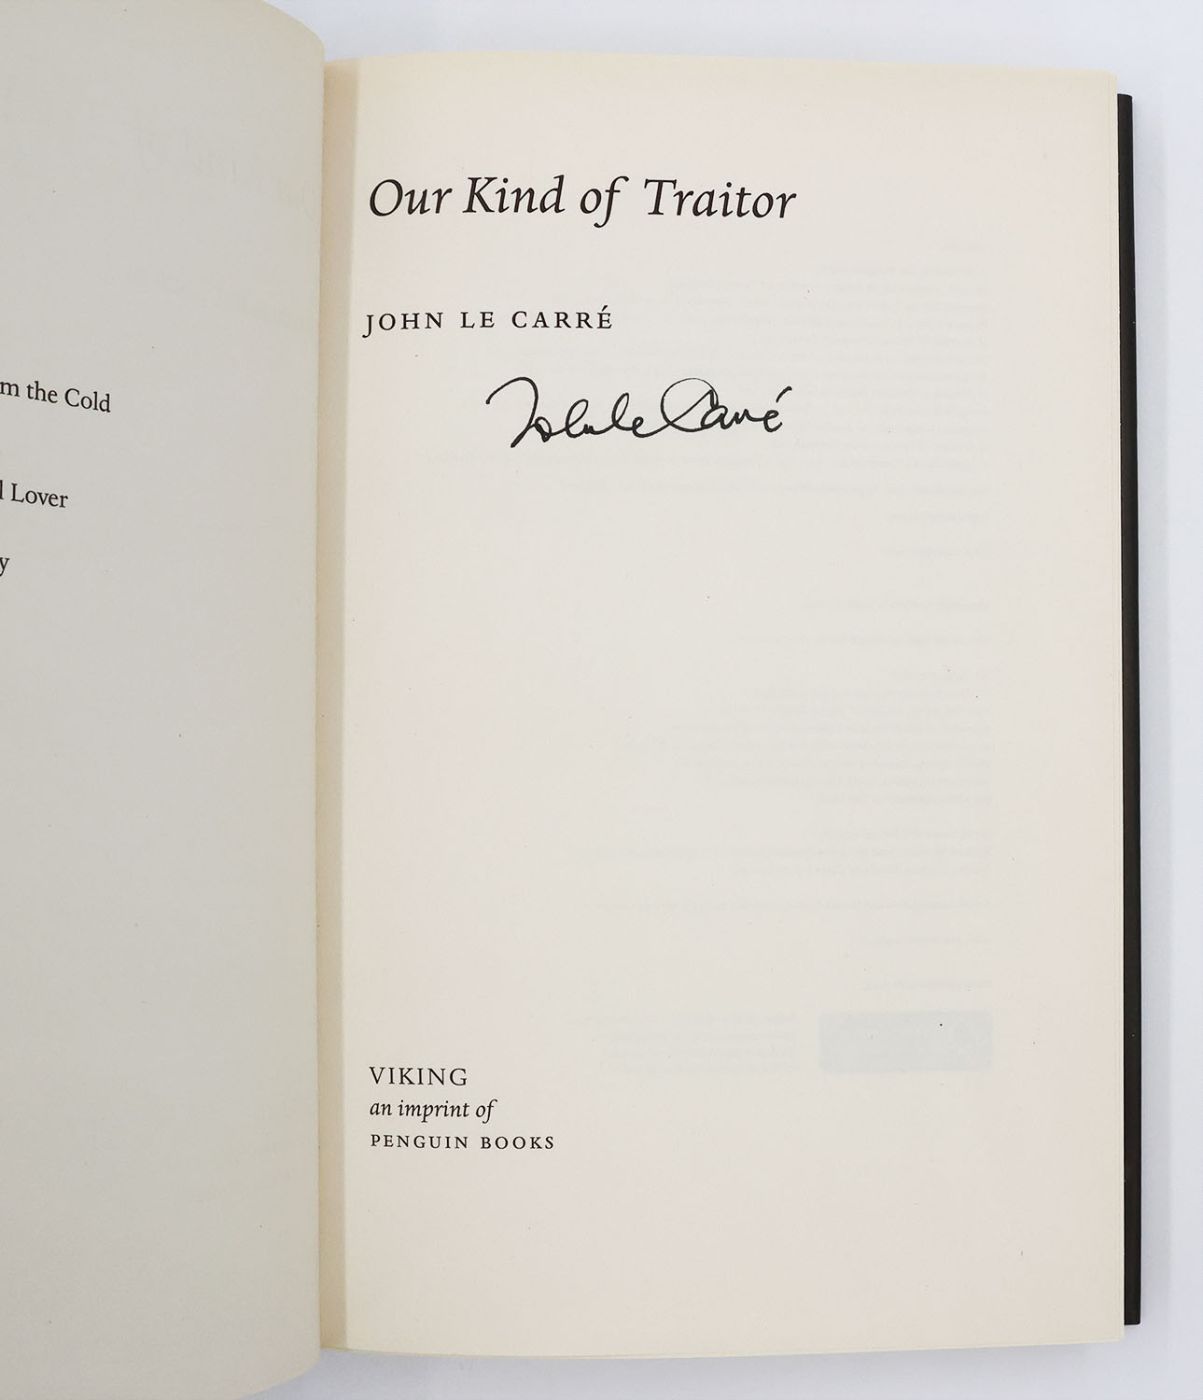 m the Cold
l Lover
y
Our Kind of Traitor
JOHN LE CARRÉ
John le Carré
VIKING
an imprint of
PENGUIN BOOKS